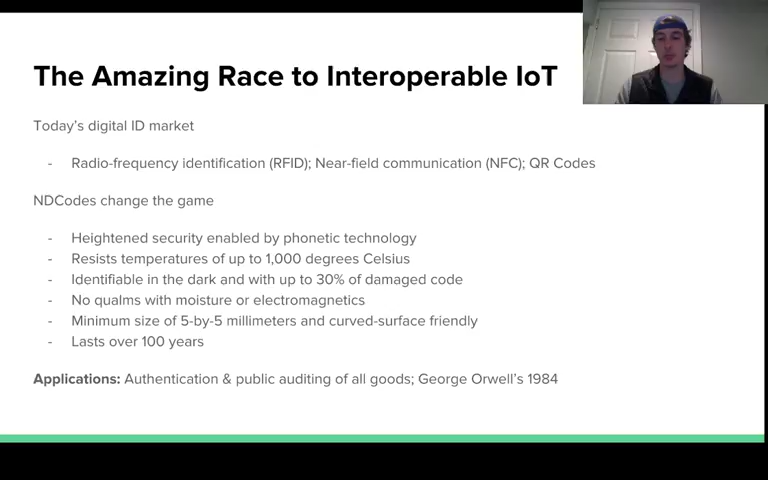 The Amazing Race to Interoperable IoT
Today's digital ID market
- Radio-frequency identification (RFID); Near-field communication (NFC); QR Codes
NDCodes change the game
- Heightened security enabled by phonetic technology
- Resists temperatures of up to 1,000 degrees Celsius
- Identifiable in the dark and with up to 30% of damaged code
- No qualms with moisture or electromagnetics
- Minimum size of 5-by-5 millimeters and curved-surface friendly
- Lasts over 100 years
Applications: Authentication & public auditing of all goods; George Orwell's 1984